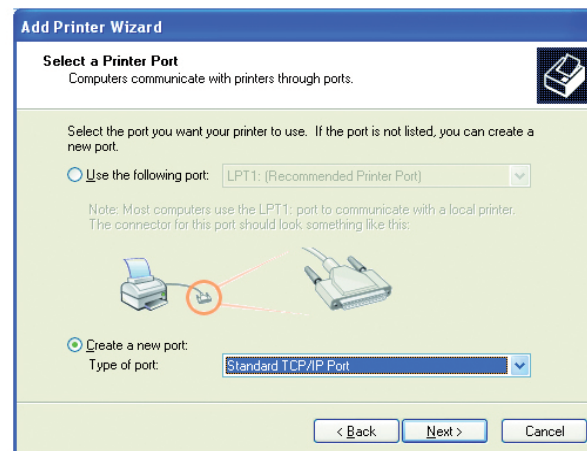 Add Printer Wizard
Select a Printer Port
Computers communicate with printers through ports.
Select the port you want your printer to use. If the port is not listed, you can create a
new port.
Use the following port: LPT1: (Recommended Printer Port)
Note: Most computers use the LPT1: port to communicate with a local printer.
The connector for this port should look something like this:
Create a new port:
Type of port: Standard TCP/IP Port
< Back Next > Cancel